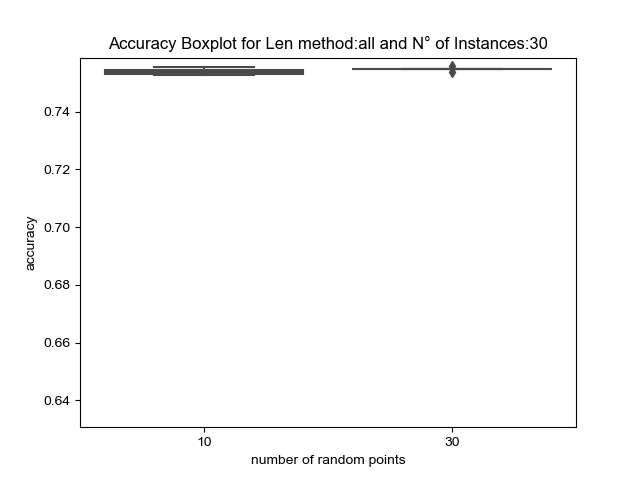 Accuracy Boxplot for Len method:all and N° of Instances:30
0.74
0.72
0.70
0.68
0.66
0.64
accuracy
10
30
number of random points